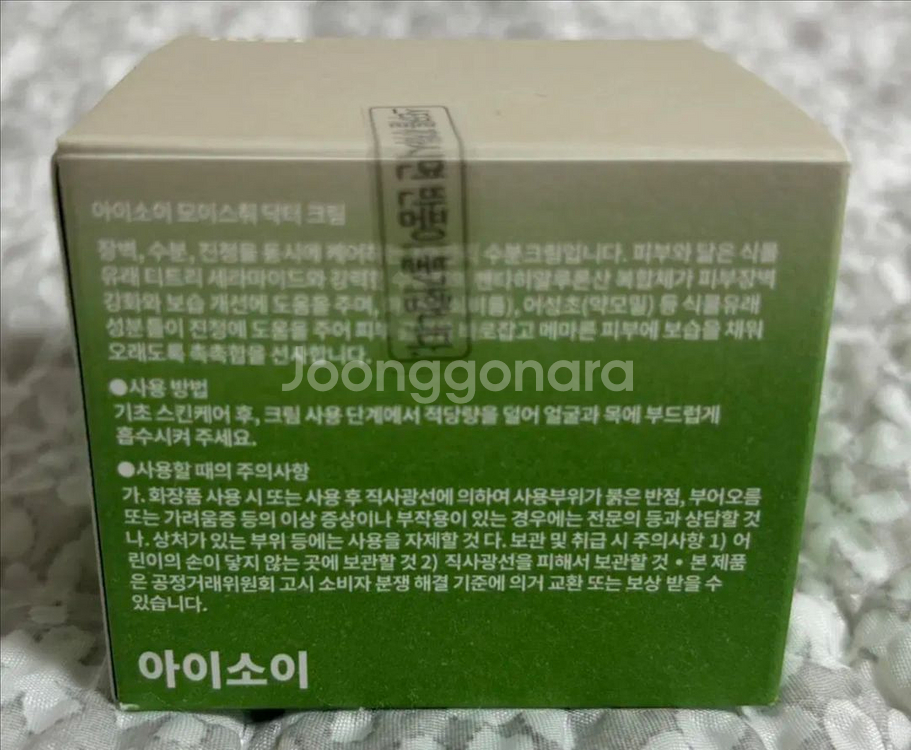 아이소이 모이스춰 닥터 크림
장벽, 수분, 진정을 동시에 수분크림입니다. 피부와 닮은 식물
유래 티트리 세라마이드와 펜타히알루론산 복합체가 피부장벽
강화와 보습 개선에 도움을 주며, 어성초(약모밀) 등 식물유래
성분들이 진정에 도움을 주어 메마른 피부에 보습을 채워
오래도록 촉촉함을 선사합니다.
Joonggonara
●사용 방법
기초 스킨케어 후, 크림 사용 단계에서 적당량을 덜어 얼굴과 목에 부드럽게
흡수시켜 주세요.
●사용할 때의 주의사항
가. 화장품 사용 시 또는 사용 후 직사광선에 의하여 사용부위가 붉은 반점, 부어오름
또는 가려움증 등의 이상 증상이나 부작용이 있는 경우에는 전문의 등과 상담할 것
나. 상처가 있는 부위 등에는 사용을 자제할 것 다. 보관 및 취급 시 주의사항 1) 어
린이의 손이 닿지 않는 곳에 보관할 것 2) 직사광선을 피해서 보관할 것 • 본 제품
은 공정거래위원회 고시 소비자 분쟁 해결 기준에 의거 교환 또는 보상 받을 수
있습니다.
아이소이